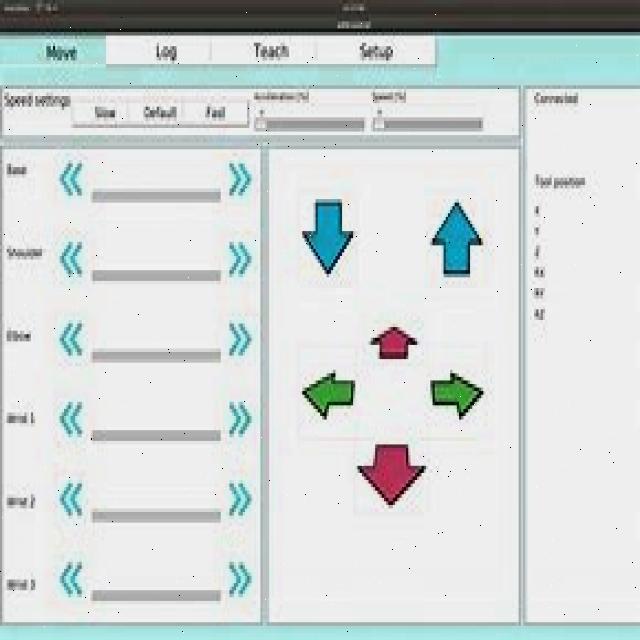 Move Log Teach Setup
Speed settings
Slow Default Fast
Acceleration [%] Speed [%]
Connected
Base
Tool position
X
Y
Shoulder
Z
RX
RY
RZ
Elbow
Wrist 1
Wrist 2
Wrist 3